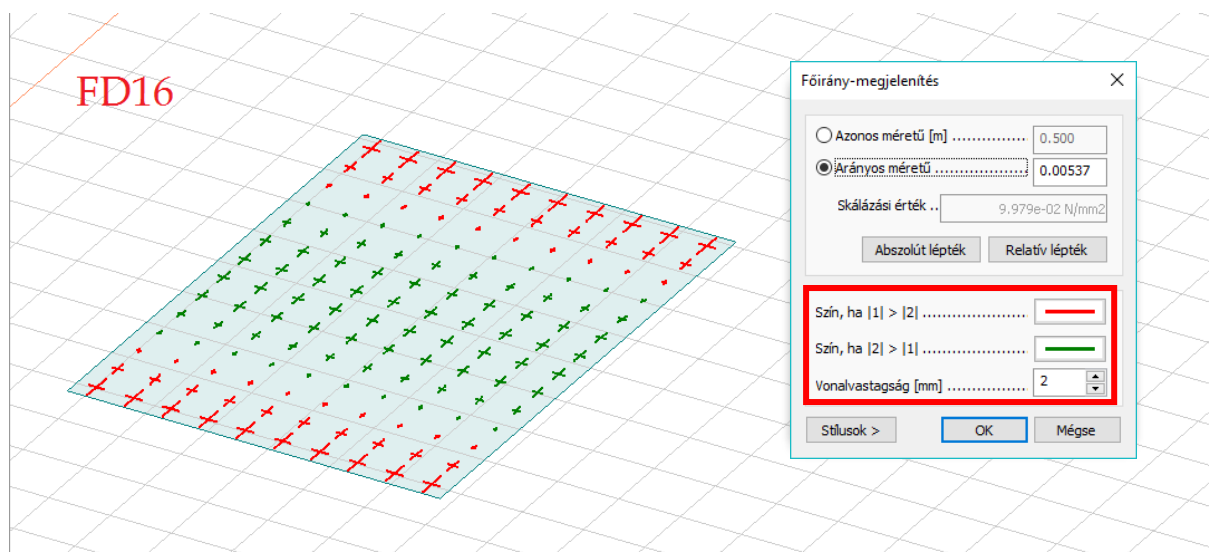 FD16
Főirány-megjelenítés
Azonos méretű [m] ............... 0.500
Arányos méretű .................. 0.00537
Skálázási érték .. 9.979e-02 N/mm2
Abszolút lépték Relatív lépték
Szín, ha |1| > |2| .....................
Szín, ha |2| > |1| .....................
Vonalvastagság [mm] ................ 2
Stílusok > OK Mégse